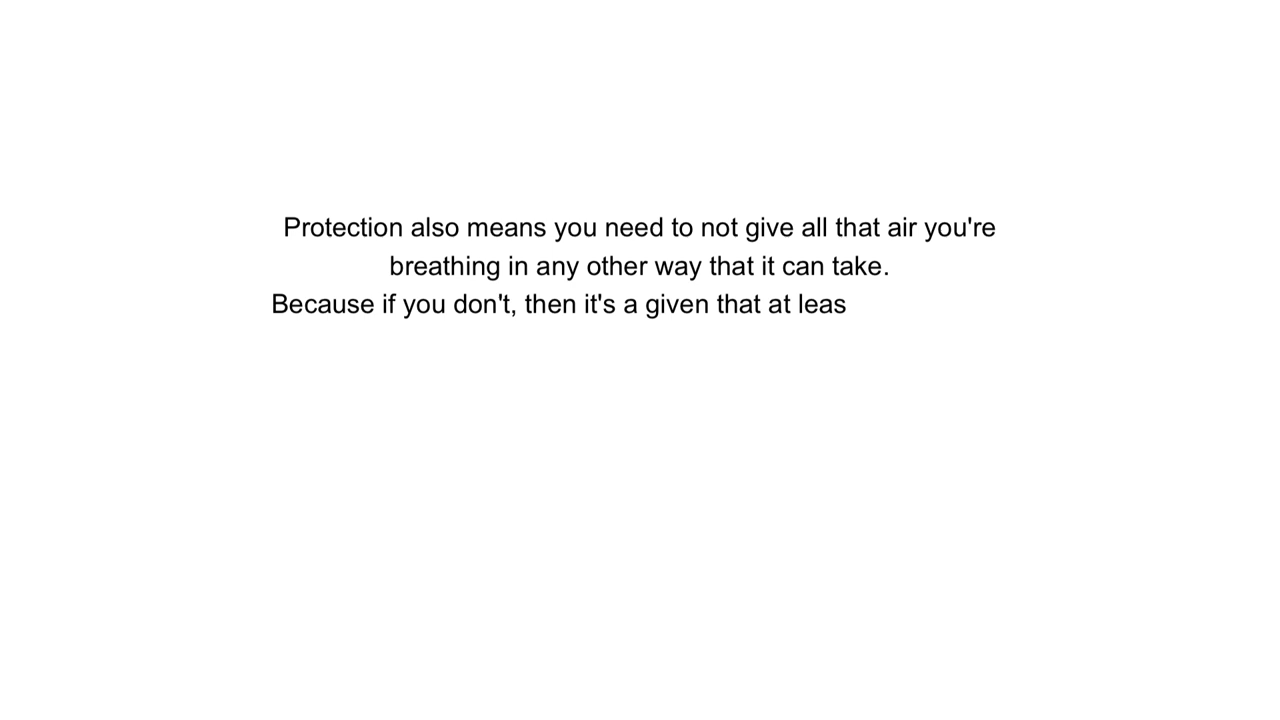 Protection also means you need to not give all that air you're
breathing in any other way that it can take.
Because if you don't, then it's a given that at leas